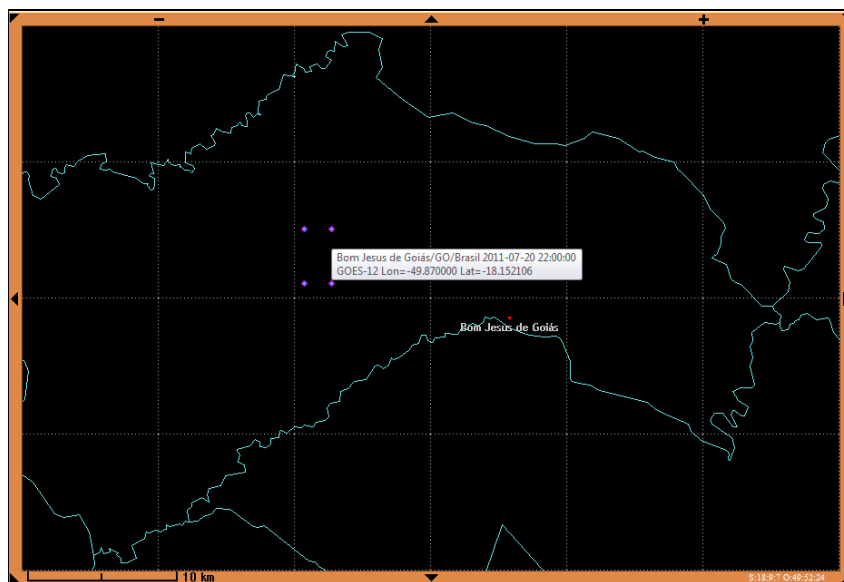 Bom Jesus de Goiás/GO/Brasil 2011-07-20 22:00:00
GOES-12 Lon=-49.870000 Lat=-18.152106
Bom Jesus de Goiás
10 km
S:18:9:7 O:49:52:24